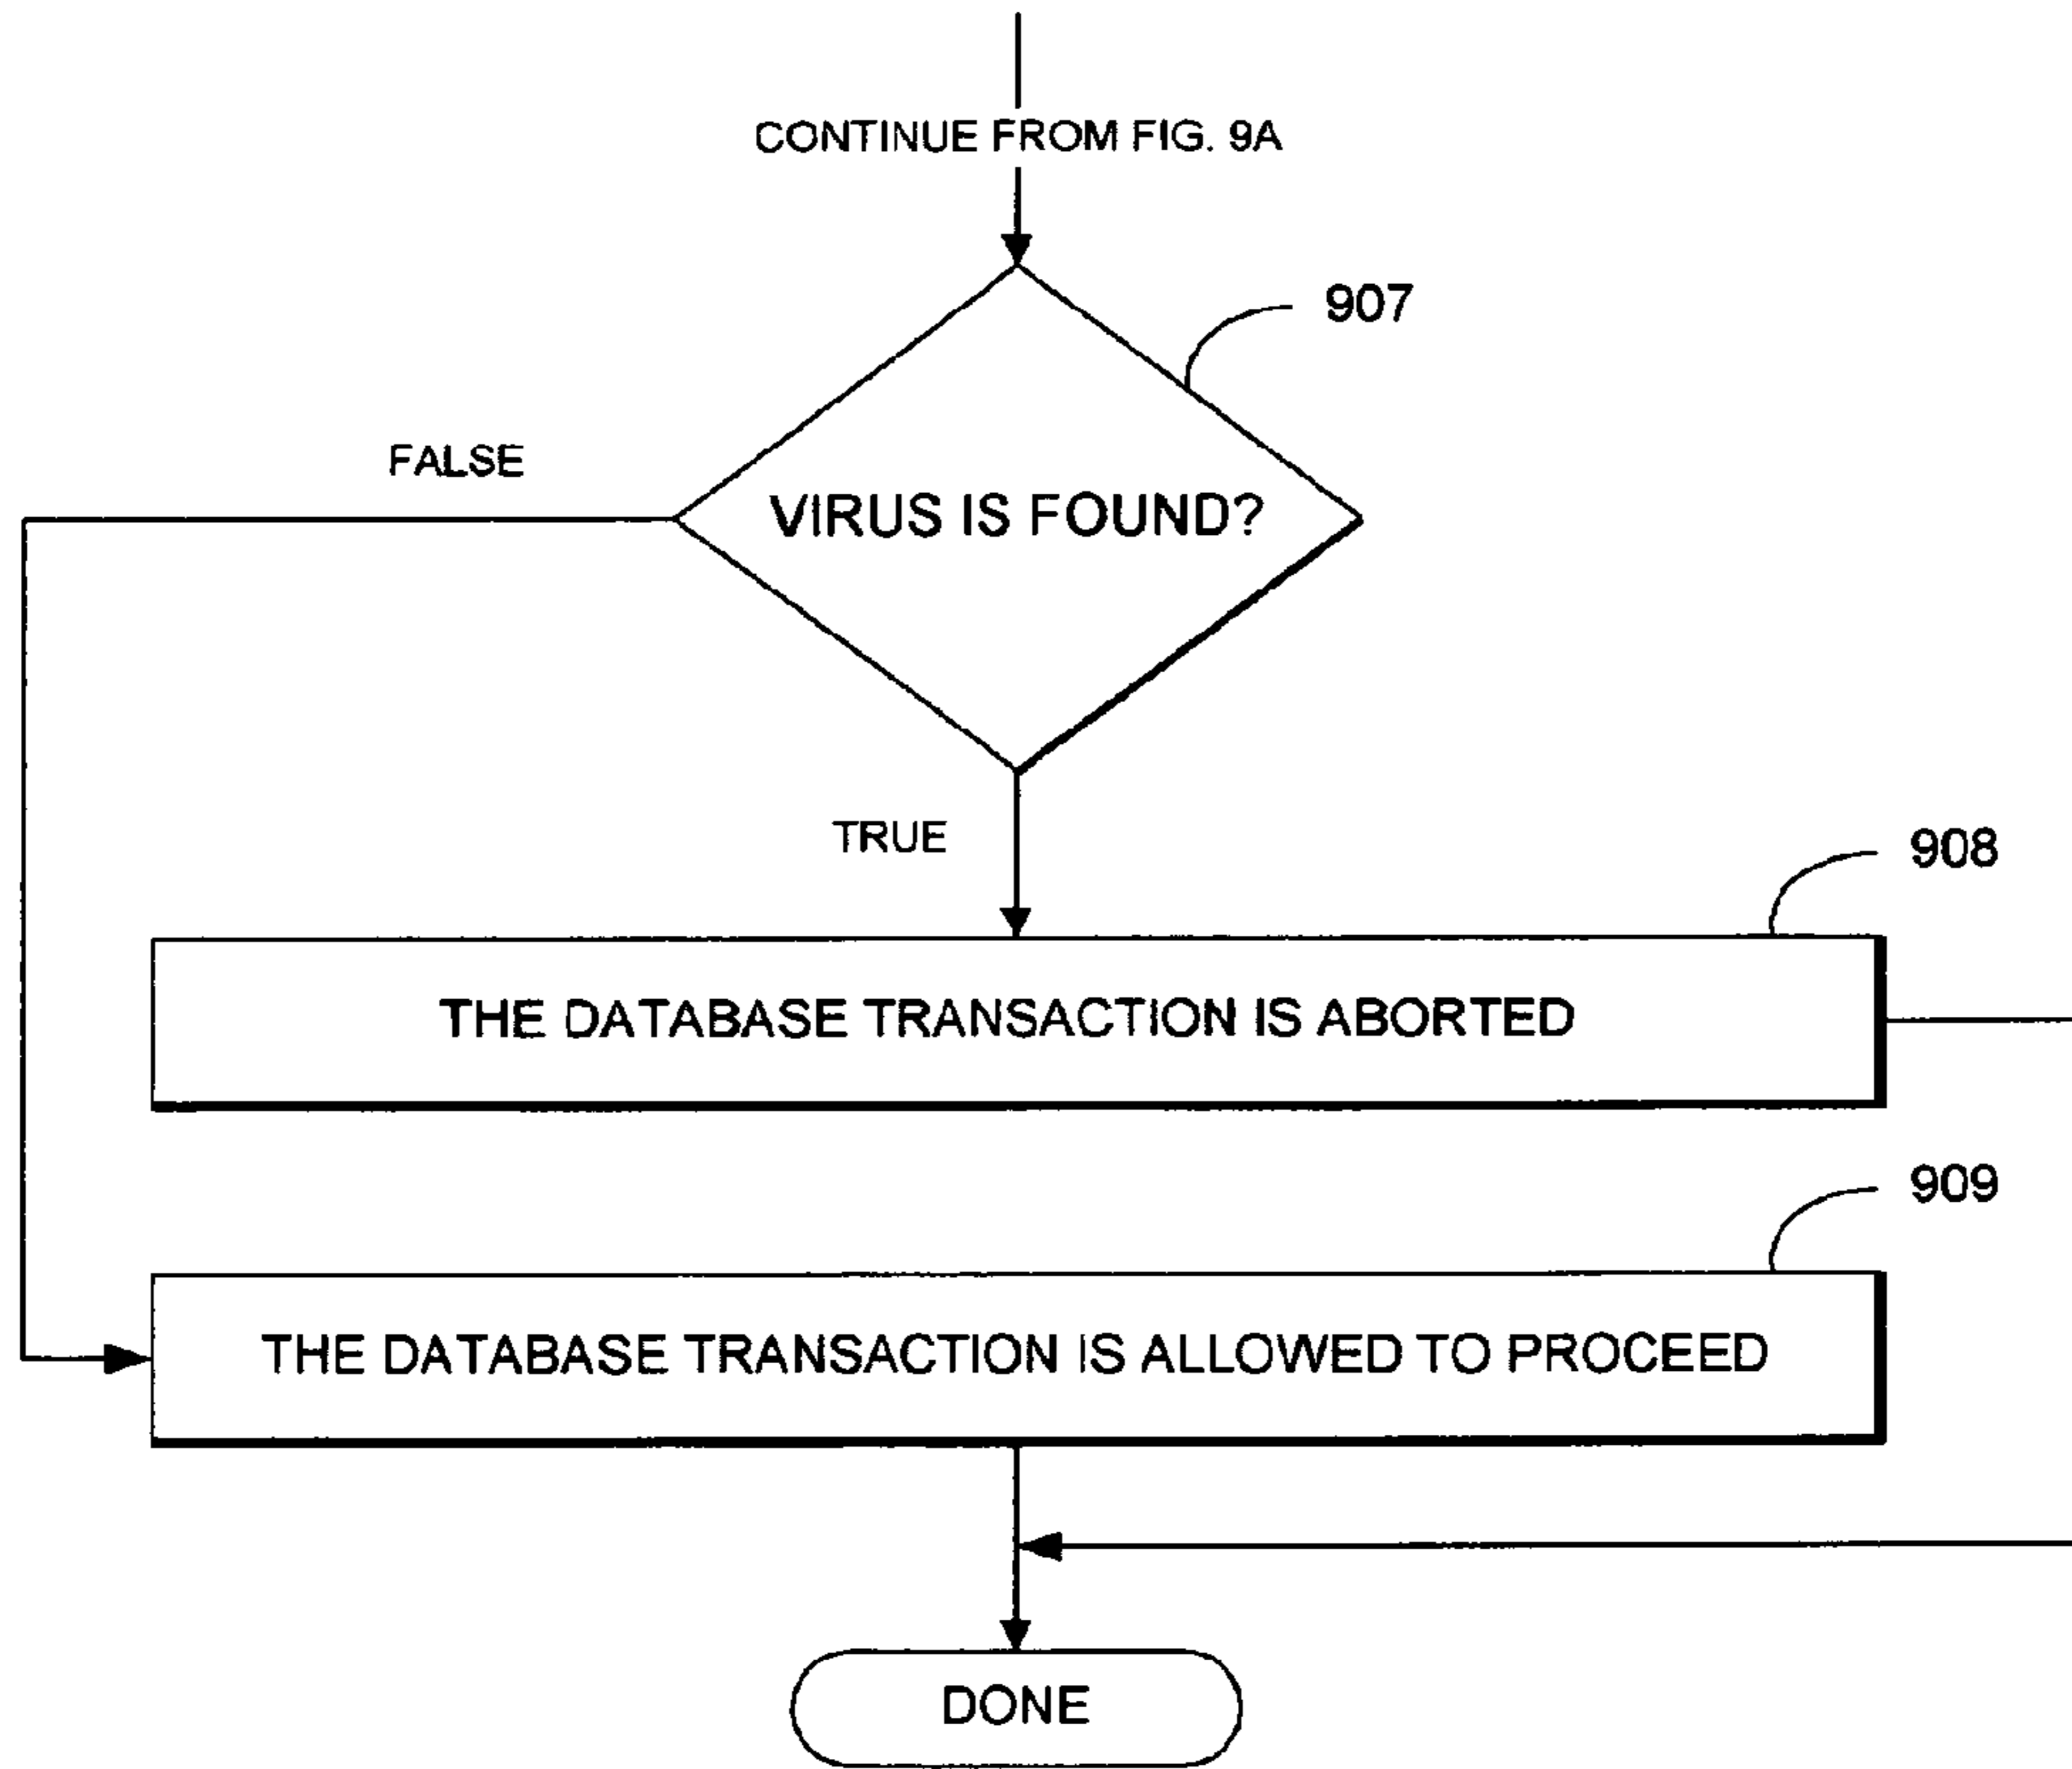 CONTINUE FROM FIG. 9A
907
FALSE
VIRUS IS FOUND?
TRUE
908
THE DATABASE TRANSACTION IS ABORTED
909
THE DATABASE TRANSACTION IS ALLOWED TO PROCEED
DONE